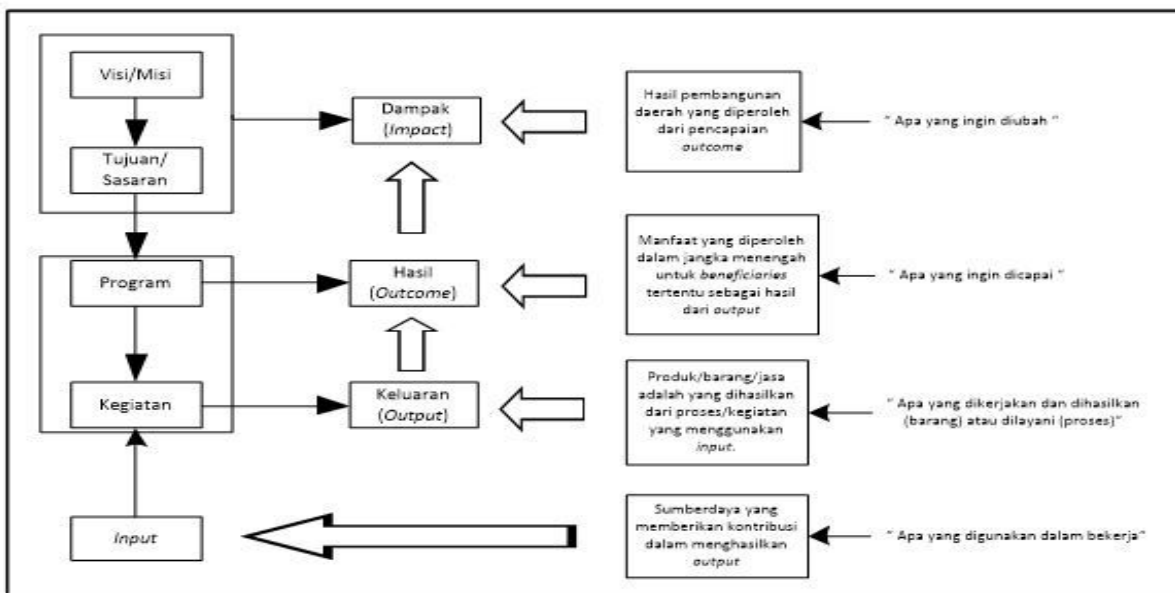 Visi/Misi
Tujuan/
Sasaran
Program
Kegiatan
Input
Dampak
(Impact)
Hasil
(Outcome)
Keluaran
(Output)
Hasil pembangunan
daerah yang diperoleh
dari pencapaian
outcome
Manfaat yang diperoleh
dalam jangka menengah
untuk beneficiaries
tertentu sebagai hasil
dari output
Produk/barang/jasa
adalah yang dihasilkan
dari proses/kegiatan
yang menggunakan
input.
Sumberdaya yang
memberikan kontribusi
dalam menghasilkan
output
" Apa yang ingin diubah "
" Apa yang ingin dicapai "
" Apa yang dikerjakan dan dihasilkan
(barang) atau dilayani (proses)"
" Apa yang digunakan dalam bekerja"